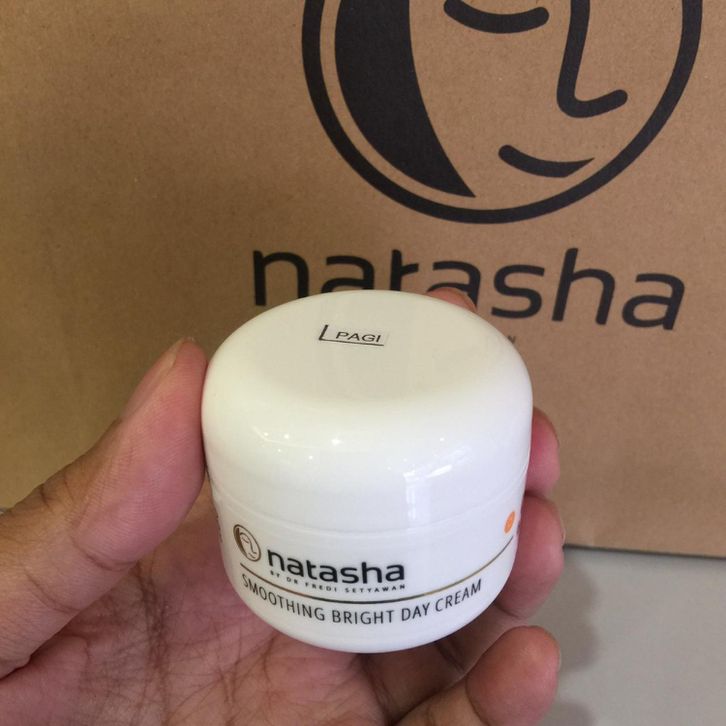 natasha
PAGI
natasha
BY DR FREDI SETYAWAN
SMOOTHING BRIGHT DAY CREAM